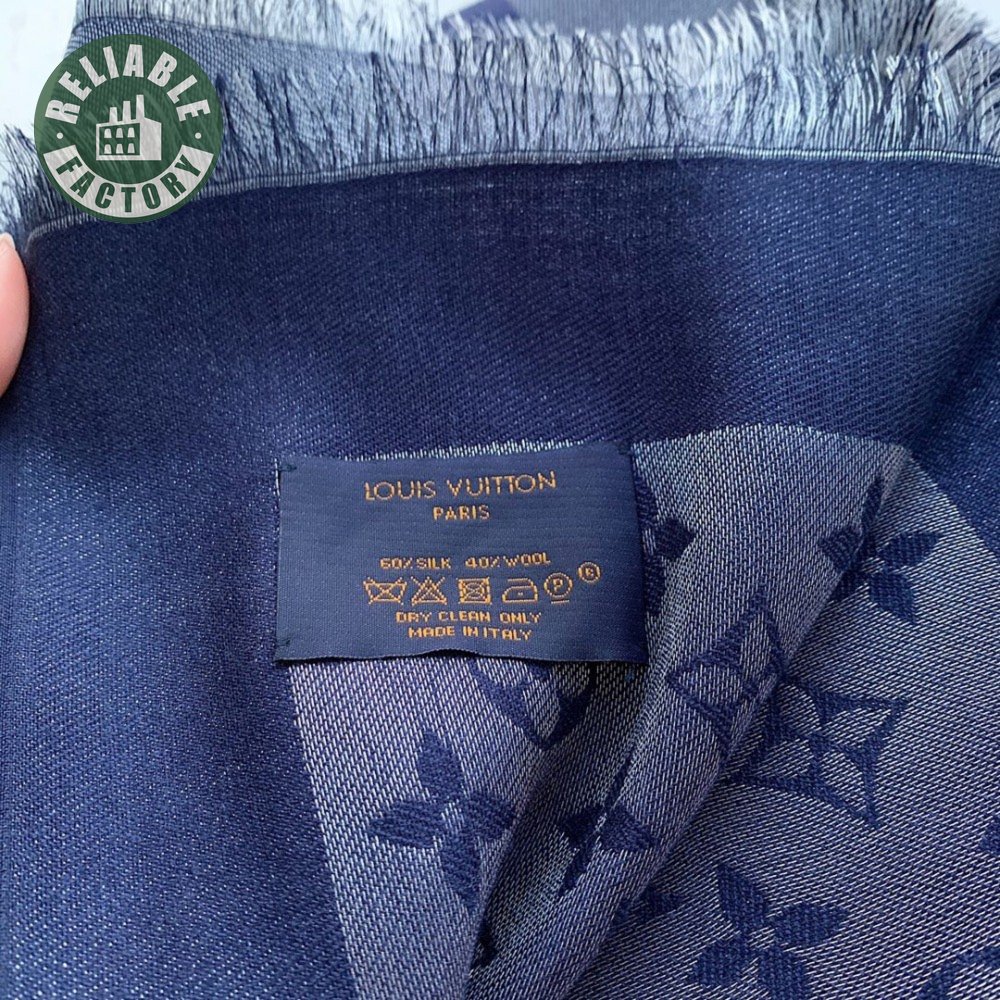 RELIABLE
FACTORY
LOUIS VUITTON
PARIS
60% SILK 40% WOOL
P ®
DRY CLEAN ONLY
MADE IN ITALY